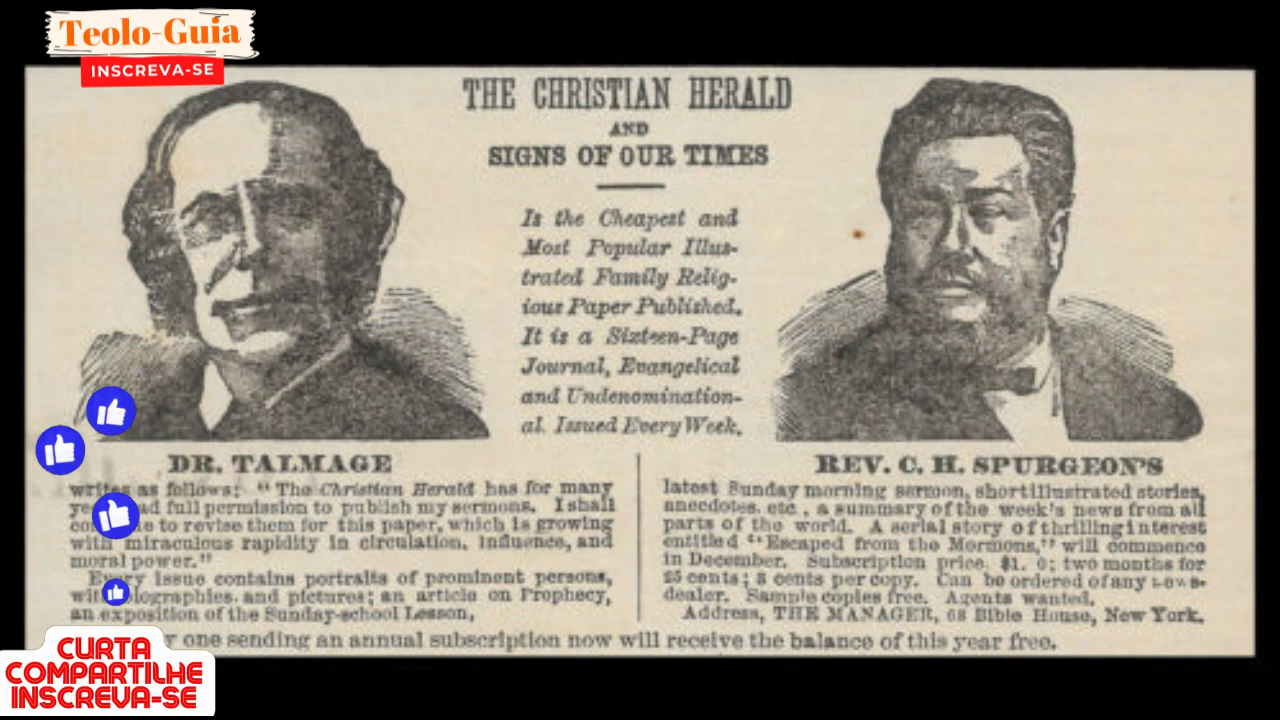 Teolo-Guia
INSCREVA-SE
THE CHRISTIAN HERALD
AND
SIGNS OF OUR TIMES
Is the Cheapest and
Most Popular Illus-
trated Family Relig-
ious Paper Published.
It is a Sixteen-Page
Journal, Evangelical
and Undenomination-
al. Issued Every Week.
DR. TALMAGE
writes as follows: "The Christian Herald has for many
ad full permission to publish my sermons. I shall
to revise them for this paper, which is growing
with miraculous rapidity in circulation, influence, and
moral power."
Every issue contains portraits of prominent persons,
biographies and pictures; an article on Prophecy,
an exposition of the Sunday-school Lesson,
REV. C. H. SPURGEON'S
latest Sunday morning sermon, short illustrated stories,
anecdotes, etc., a summary of the week's news from all
parts of the world. A serial story of thrilling interest
entitled "Escaped from the Mormons," will commence
in December. Subscription price, two months for
25 cents; 3 cents per copy. Can be ordered of any news-
dealer. Sample copies free. Agents wanted.
Address, THE MANAGER, 63 Bible House, New York.
one sending an annual subscription now will receive the balance of this year free.
CURTA
COMPARTILHE
INSCREVA-SE